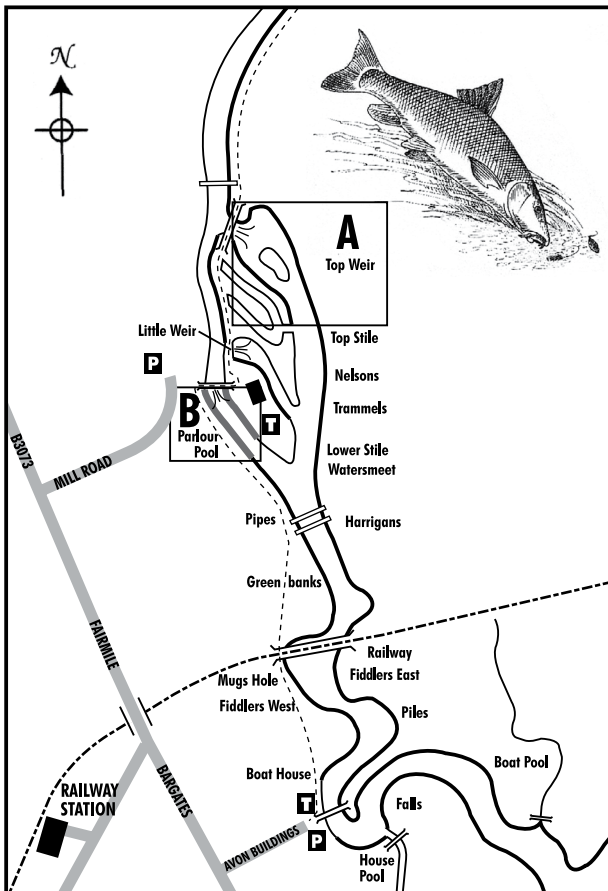 N
A
Top Weir
Top Stile
Little Weir
P
Nelsons
Trammels
B
Parlour
Pool
T
B3073
MILL ROAD
Lower Stile
Watersmeet
Pipes
Harrigans
Green banks
FAIRMILE
Railway
Mugs Hole
Fiddlers East
Fiddlers West
Piles
Boat Pool
Boat House
BARGATES
RAILWAY
STATION
T
Falls
P
AVON BUILDINGS
House
Pool